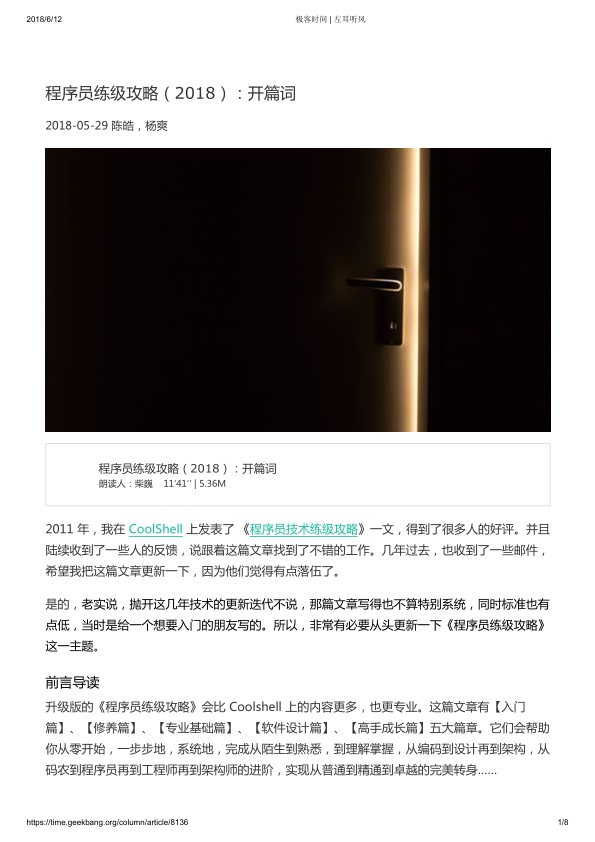 2018/6/12
极客时间 | 左耳听风
程序员练级攻略（2018）：开篇词
2018-05-29 陈皓，杨爽
程序员练级攻略（2018）：开篇词
朗读人：柴巍 11′41′′ | 5.36M
2011 年，我在 CoolShell 上发表了 《程序员技术练级攻略》一文，得到了很多人的好评。并且
陆续收到了一些人的反馈，说跟着这篇文章找到了不错的工作。几年过去，也收到了一些邮件，
希望我把这篇文章更新一下，因为他们觉得有点落伍了。
是的，老实说，抛开这几年技术的更新迭代不说，那篇文章写得也不算特别系统，同时标准也有
点低，当时是给一个想要入门的朋友写的。所以，非常有必要从头更新一下《程序员练级攻略》
这一主题。
前言导读
升级版的《程序员练级攻略》会比 Coolshell 上的内容更多，也更专业。这篇文章有【入门
篇】、【修养篇】、【专业基础篇】、【软件设计篇】、【高手成长篇】五大篇章。它们会帮助
你从零开始，一步步地，系统地，完成从陌生到熟悉，到理解掌握，从编码到设计再到架构，从
码农到程序员再到工程师再到架构师的进阶，实现从普通到精通到卓越的完美转身……
https://time.geekbang.org/column/article/8136
1/8